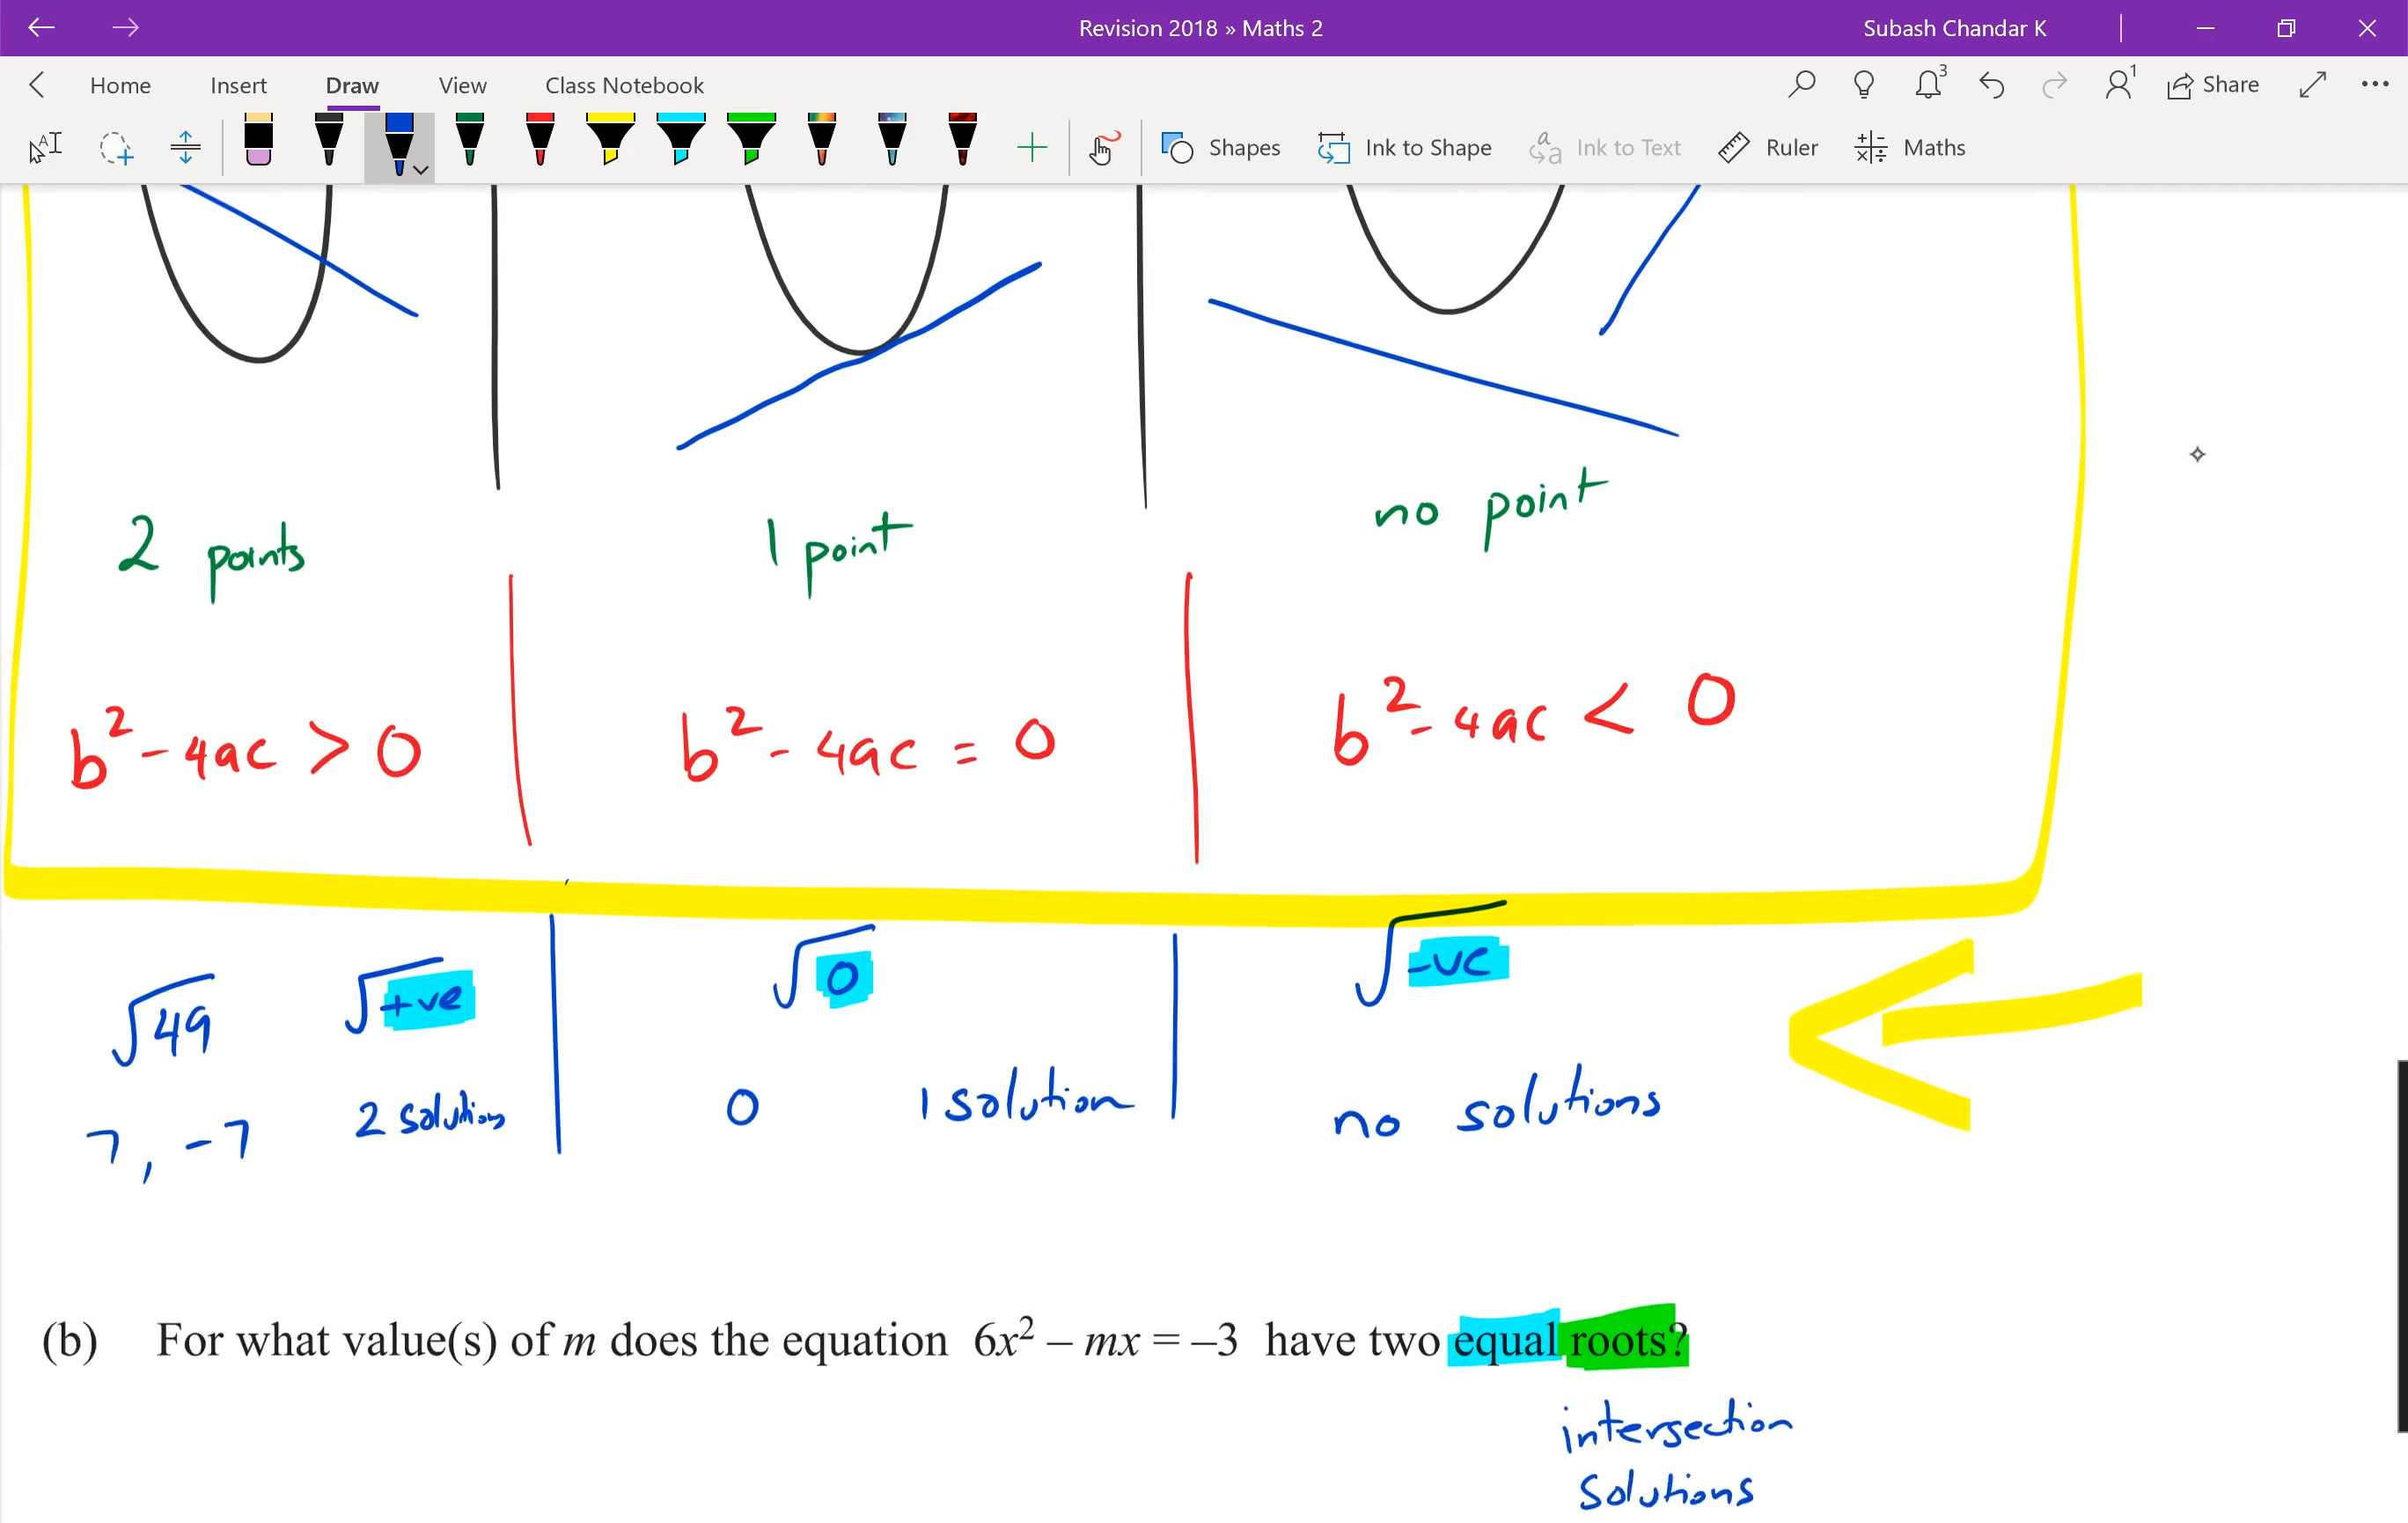 Revision 2018 » Maths 2
Subash Chandar K
Home Insert Draw View Class Notebook
3
1
Share
Shapes Ink to Shape Ink to Text Ruler Maths
2 points
1 point
no point
b² - 4ac > 0
b² - 4ac = 0
b² - 4ac < 0
√49 √+ve
√0
√-ve
7, -7 2 solutions
0 1 solution
no solutions
(b) For what value(s) of m does the equation 6x² – mx = –3 have two equal roots?
intersection
solutions